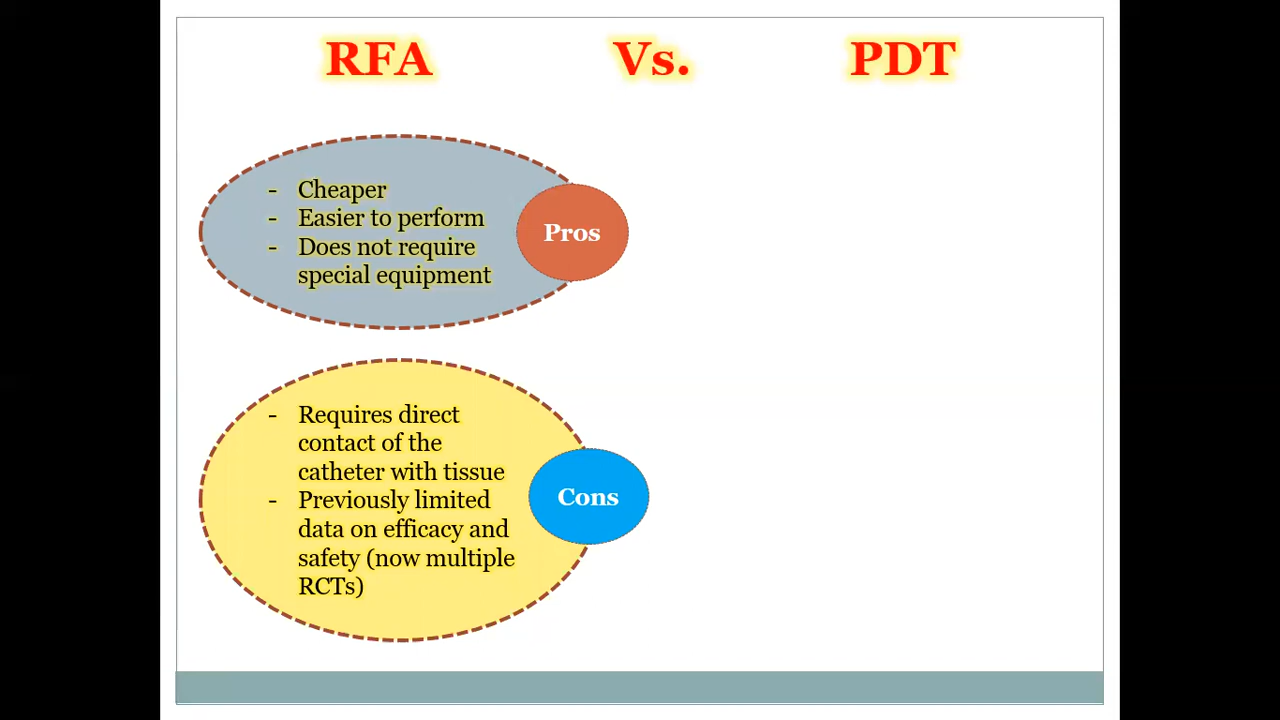 RFA Vs. PDT
- Cheaper
- Easier to perform
- Does not require
special equipment
Pros
- Requires direct
contact of the
catheter with tissue
- Previously limited
data on efficacy and
safety (now multiple
RCTs)
Cons